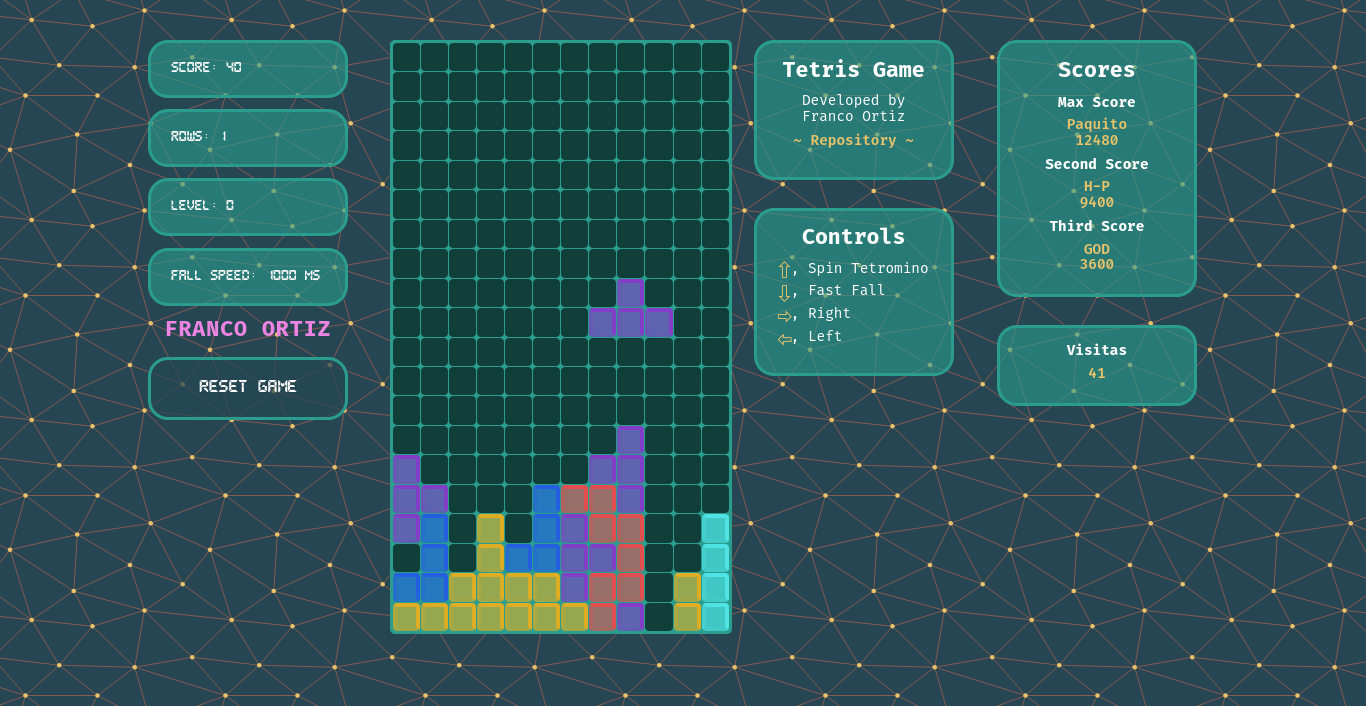 SCORE: 40
ROWS: 1
LEVEL: 0
FALL SPEED: 1000 MS
FRANCO ORTIZ
RESET GAME
Tetris Game
Developed by
Franco Ortiz
~ Repository ~
Controls
⇧, Spin Tetromino
⇩, Fast Fall
⇨, Right
⇦, Left
Scores
Max Score
Paquito
12480
Second Score
H-P
9400
Third Score
GOD
3600
Visitas
41